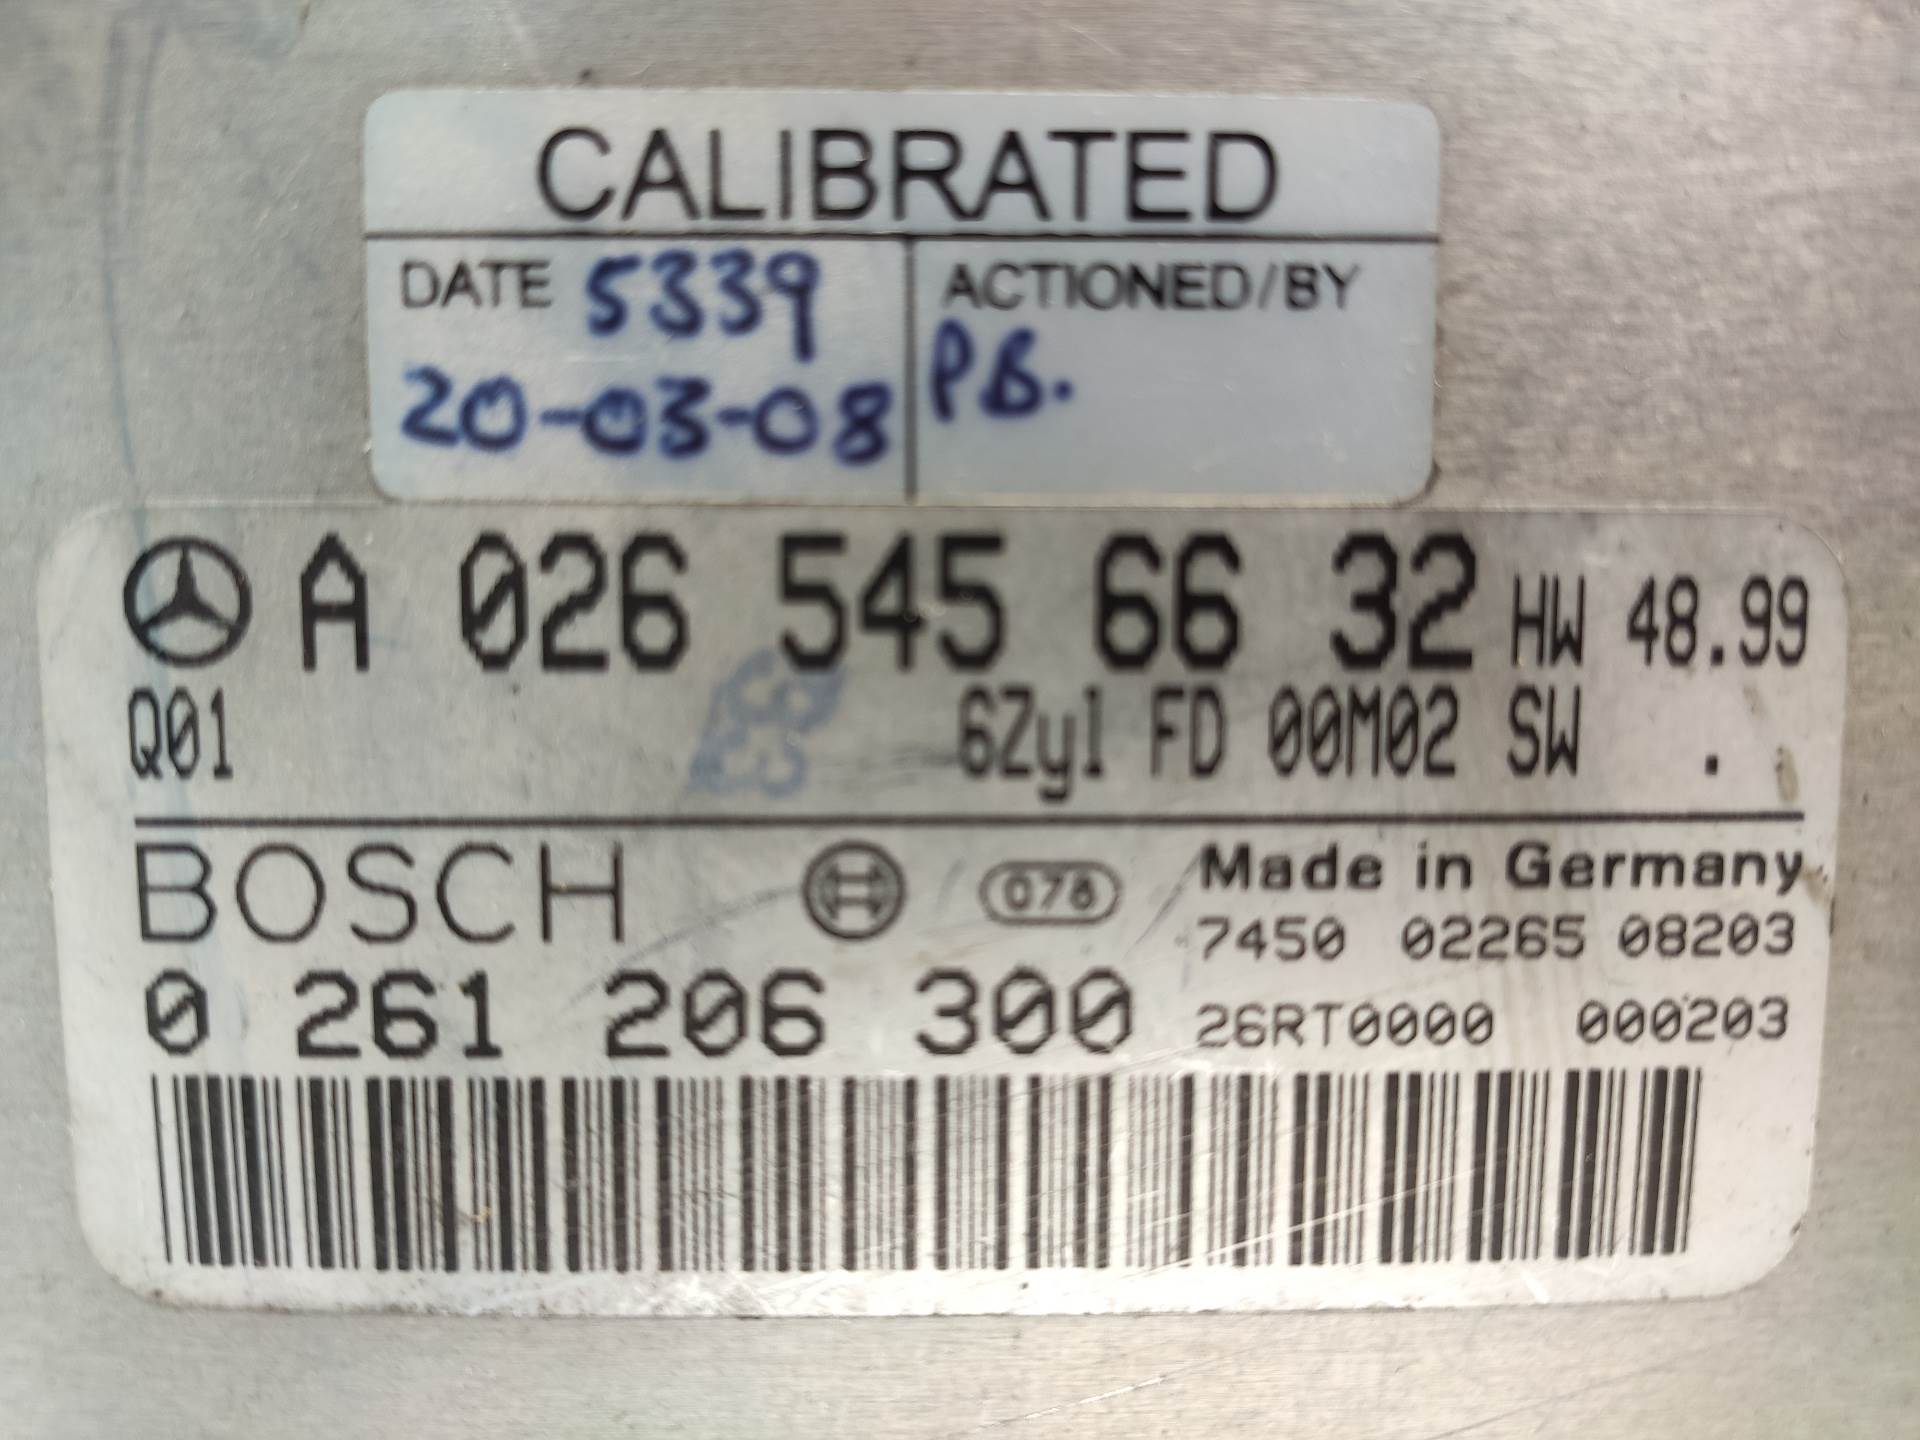 CALIBRATED
DATE 5339 ACTIONED/BY
20-03-08 PB.
A 026 545 66 32 HW 48.99
Q01 6Zyl FD 00M02 SW .
BOSCH 078 Made in Germany
7450 02265 08203
0 261 206 300 26RT0000 000203